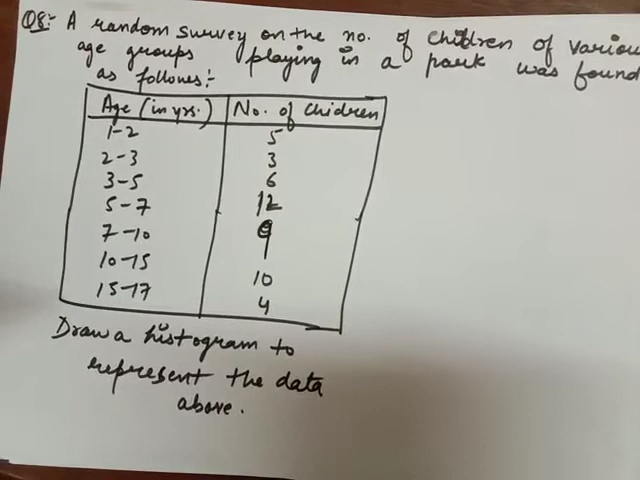 Q8:- A random survey on the no. of children of variou
age groups playing in a park was found
as follows:-
Age (in yrs.) No. of Children
1-2 5
2-3 3
3-5 6
5-7 12
7-10 9
10-15 10
15-17 4
Draw a histogram to
represent the data
above.